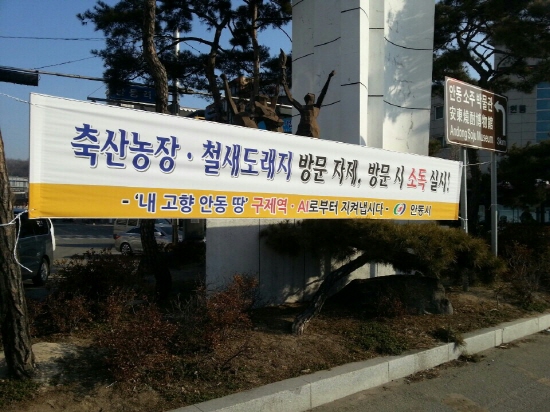 축산농장 · 철새도래지 방문 자제, 방문 시 소독 실시!
- '내 고향 안동 땅' 구제역 · AI로부터 지켜냅시다 - 안동시
안동 소주 박물관
安東燒酎博物館
Andong Soju Museum